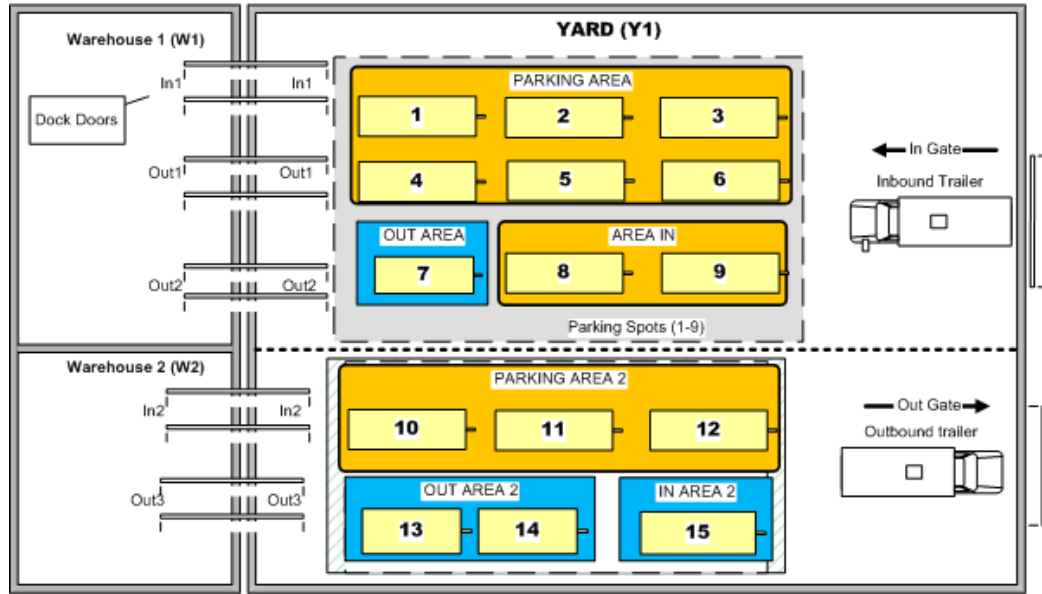 Warehouse 1 (W1)
YARD (Y1)
In1
In1
Dock Doors
Out1
Out1
Out2
Out2
PARKING AREA
1
2
3
4
5
6
OUT AREA
7
AREA IN
8
9
Parking Spots (1-9)
In Gate
Inbound Trailer
Warehouse 2 (W2)
In2
In2
Out3
Out3
PARKING AREA 2
10
11
12
OUT AREA 2
13
14
IN AREA 2
15
Out Gate
Outbound trailer